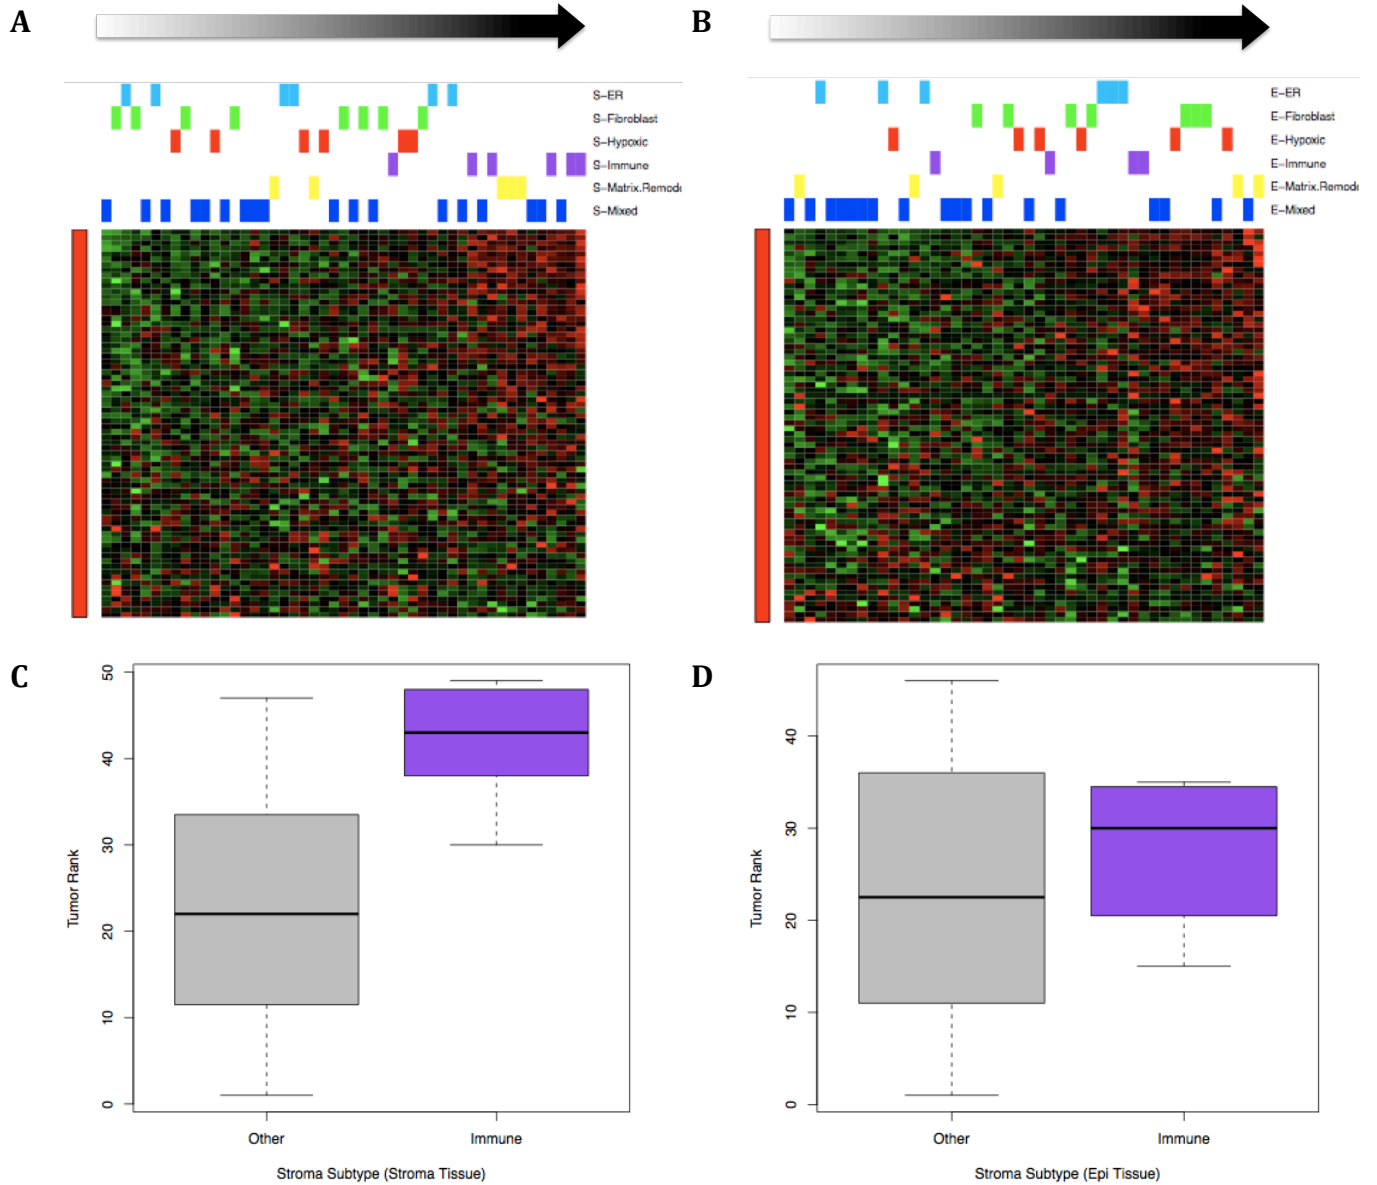 A
B
S-ER
S-Fibroblast
S-Hypoxic
S-Immune
S-Matrix.Remode
S-Mixed
E-ER
E-Fibroblast
E-Hypoxic
E-Immune
E-Matrix.Remode
E-Mixed
C
50
40
30
20
10
0
Tumor Rank
Other
Immune
Stroma Subtype (Stroma Tissue)
D
40
30
20
10
0
Tumor Rank
Other
Immune
Stroma Subtype (Epi Tissue)